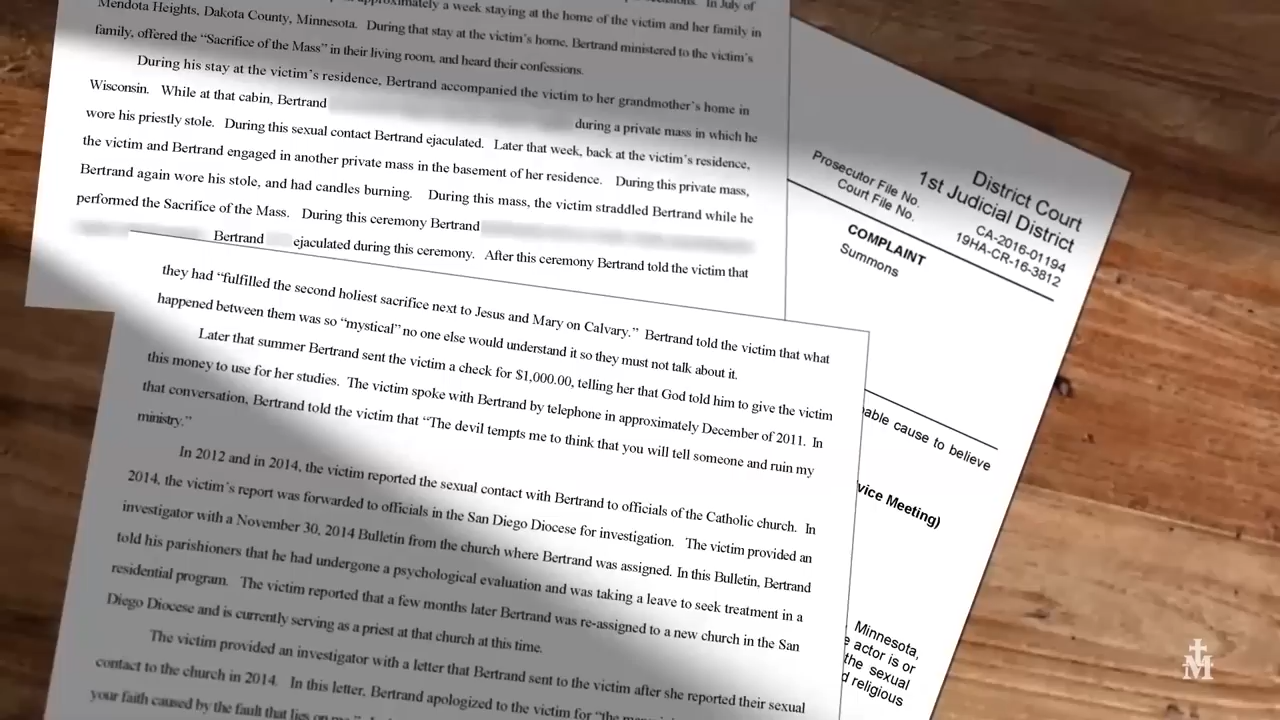 approximately a week staying at the home of the victim and her family in
In July of
Mendota Heights, Dakota County, Minnesota. During that stay at the victim's home, Bertrand ministered to the victim's
family, offered the “Sacrifice of the Mass” in their living room, and heard their confessions.
During his stay at the victim's residence, Bertrand accompanied the victim to her grandmother's home in
Wisconsin. While at that cabin, Bertrand
during a private mass in which he
wore his priestly stole. During this sexual contact Bertrand ejaculated. Later that week, back at the victim's residence,
the victim and Bertrand engaged in another private mass in the basement of her residence. During this private mass,
Bertrand again wore his stole, and had candles burning. During this mass, the victim straddled Bertrand while he
performed the Sacrifice of the Mass. During this ceremony Bertrand
Bertrand ejaculated during this ceremony. After this ceremony Bertrand told the victim that
they had “fulfilled the second holiest sacrifice next to Jesus and Mary on Calvary.” Bertrand told the victim that what
happened between them was so “mystical” no one else would understand it so they must not talk about it.
Later that summer Bertrand sent the victim a check for $1,000.00, telling her that God told him to give the victim
this money to use for her studies. The victim spoke with Bertrand by telephone in approximately December of 2011. In
that conversation, Bertrand told the victim that “The devil tempts me to think that you will tell someone and ruin my
ministry.”
In 2012 and in 2014, the victim reported the sexual contact with Bertrand to officials of the Catholic church. In
2014, the victim's report was forwarded to officials in the San Diego Diocese for investigation. The victim provided an
investigator with a November 30, 2014 Bulletin from the church where Bertrand was assigned. In this Bulletin, Bertrand
told his parishioners that he had undergone a psychological evaluation and was taking a leave to seek treatment in a
residential program. The victim reported that a few months later Bertrand was re-assigned to a new church in the San
Diego Diocese and is currently serving as a priest at that church at this time.
The victim provided an investigator with a letter that Bertrand sent to the victim after she reported their sexual
contact to the church in 2014. In this letter, Bertrand apologized to the victim for “the
your faith caused by the fault that lies on
District Court
1st Judicial District
Prosecutor File No.
CA-2016-01194
Court File No.
19HA-CR-16-3812
COMPLAINT
Summons
able cause to believe
vice Meeting)
Minnesota,
e actor is or
the sexual
d religious
M